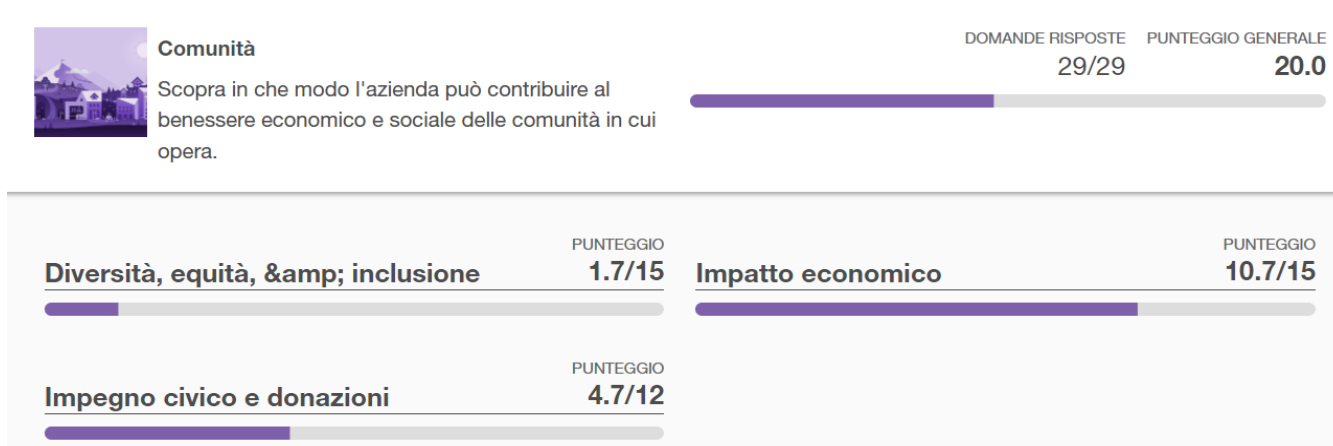 Comunità
Scopra in che modo l'azienda può contribuire al
benessere economico e sociale delle comunità in cui
opera.
DOMANDE RISPOSTE
29/29
PUNTEGGIO GENERALE
20.0
Diversità, equità, &amp; inclusione
PUNTEGGIO
1.7/15
Impatto economico
PUNTEGGIO
10.7/15
Impegno civico e donazioni
PUNTEGGIO
4.7/12